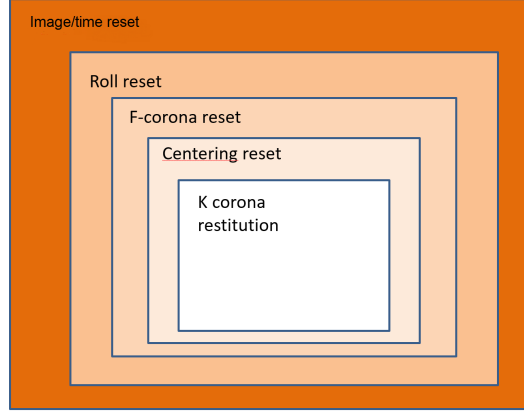 Image/time reset
Roll reset
F-corona reset
Centering reset
K corona
restitution